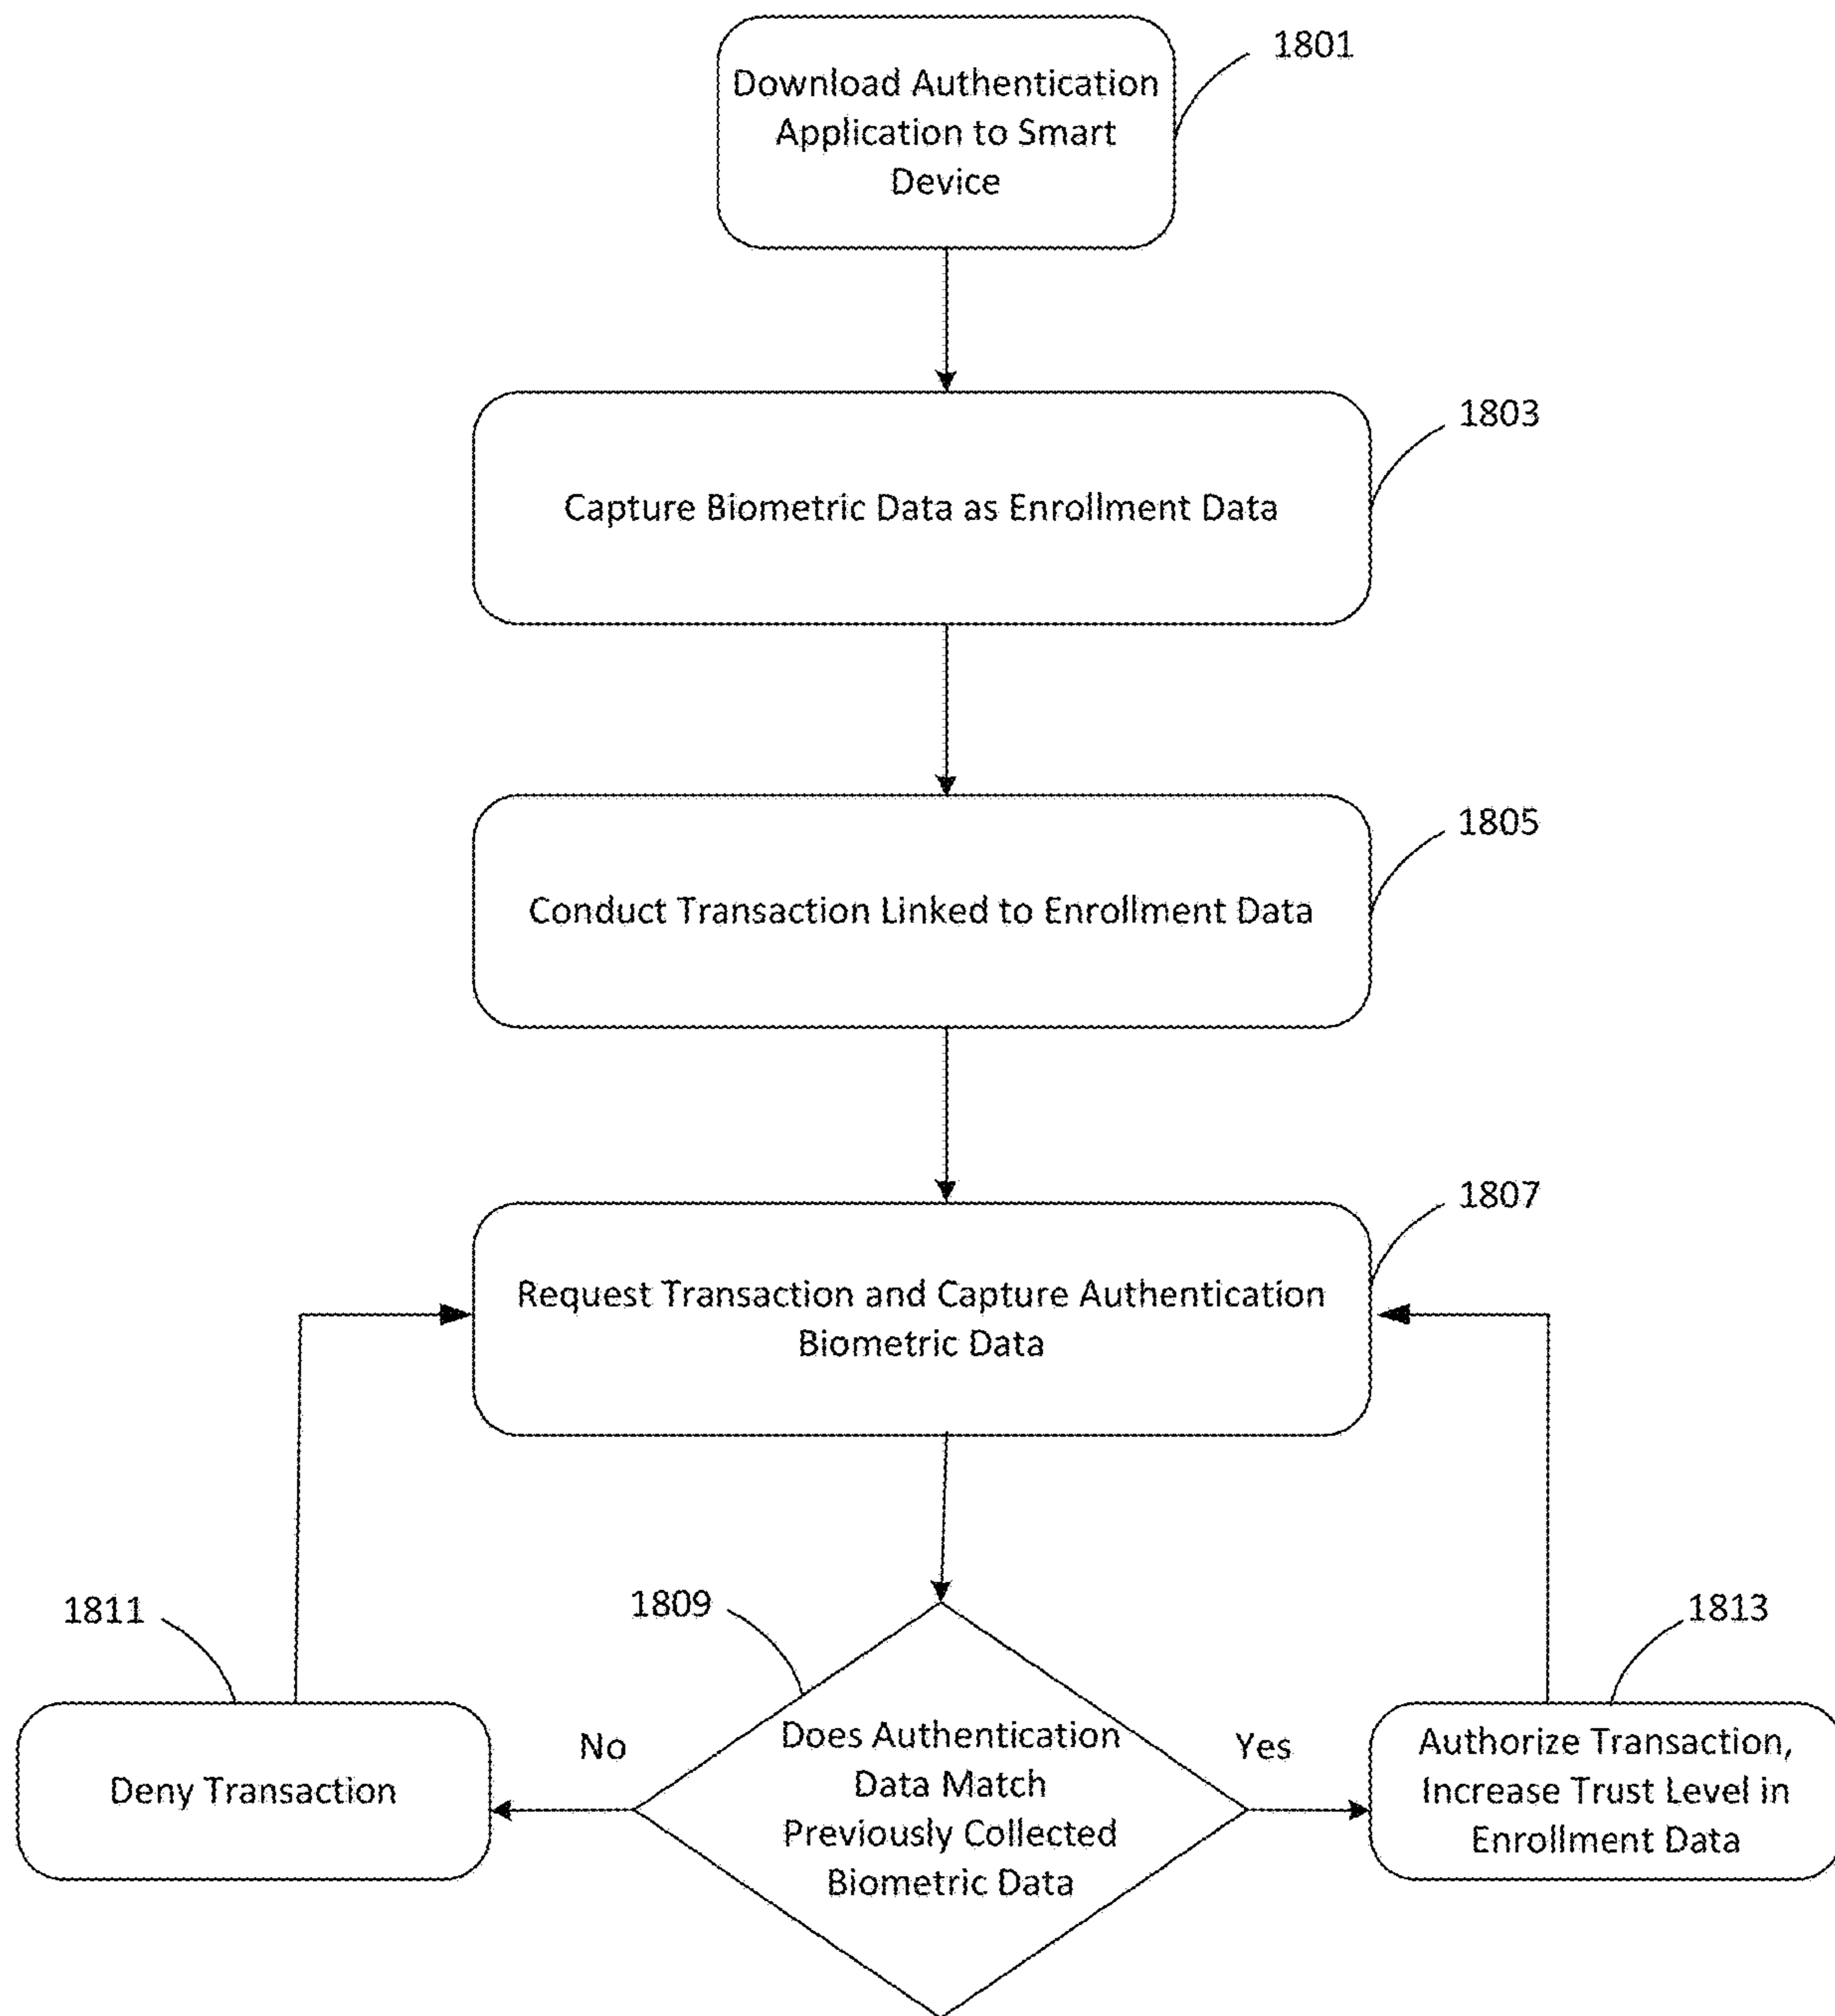 1801
Download Authentication
Application to Smart
Device
1803
Capture Biometric Data as Enrollment Data
1805
Conduct Transaction Linked to Enrollment Data
1807
Request Transaction and Capture Authentication
Biometric Data
1811
1809
1813
No
Yes
Deny Transaction
Does Authentication
Data Match
Previously Collected
Biometric Data
Authorize Transaction,
Increase Trust Level in
Enrollment Data